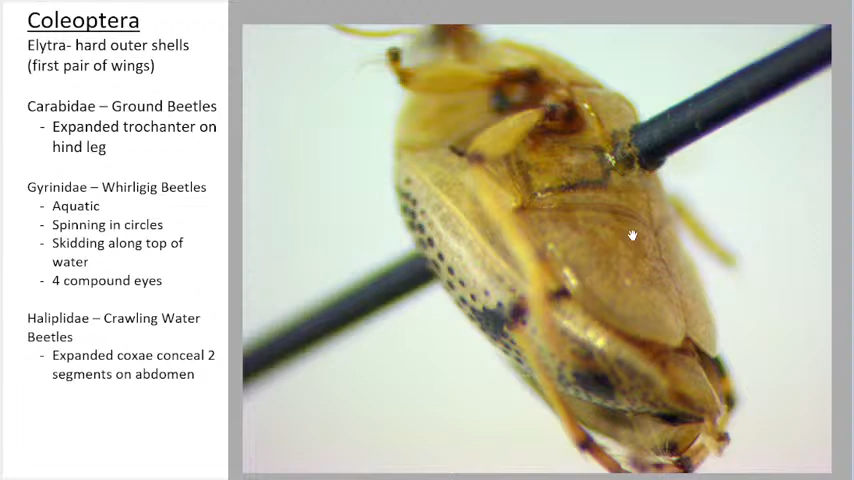 Coleoptera
Elytra- hard outer shells
(first pair of wings)
Carabidae – Ground Beetles
- Expanded trochanter on
hind leg
Gyrinidae – Whirligig Beetles
- Aquatic
- Spinning in circles
- Skidding along top of
water
- 4 compound eyes
Haliplidae – Crawling Water
Beetles
- Expanded coxae conceal 2
segments on abdomen